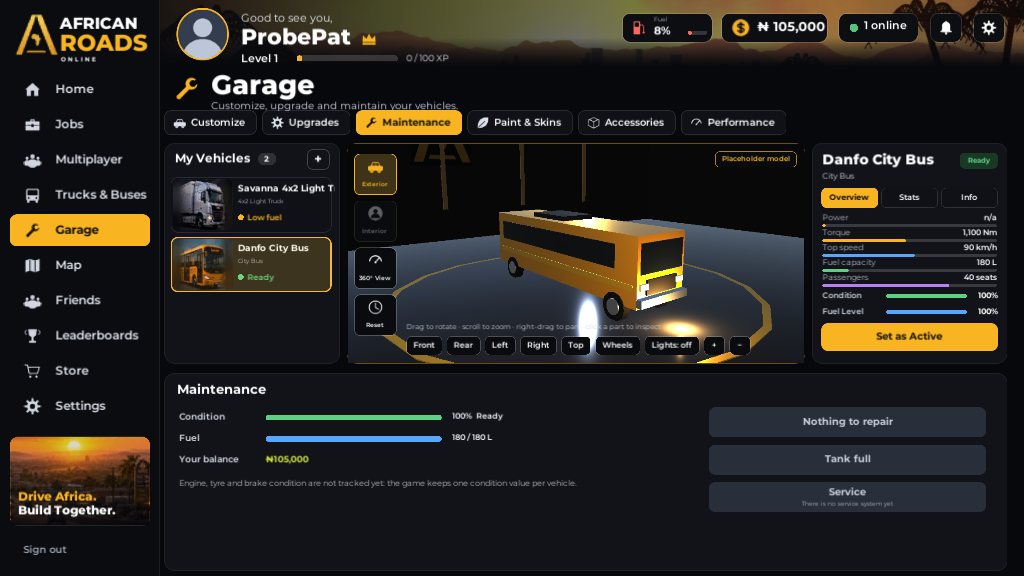 AFRICAN
ROADS
ONLINE
Home
Jobs
Multiplayer
Trucks & Buses
Garage
Map
Friends
Leaderboards
Store
Settings
Drive Africa.
Build Together.
Sign out
Good to see you,
ProbePat
Level 1
0 / 100 XP
Fuel
8%
₦ 105,000
1 online
Garage
Customize, upgrade and maintain your vehicles.
Customize
Upgrades
Maintenance
Paint & Skins
Accessories
Performance
My Vehicles 2 +
Savanna 4x2 Light T
4x2 Light Truck
Low fuel
Danfo City Bus
City Bus
Ready
Exterior
Interior
360° View
Reset
Placeholder model
Drag to rotate · scroll to zoom · right-drag to pan · click a part to inspect
Front
Rear
Left
Right
Top
Wheels
Lights: off
+
−
Danfo City Bus
Ready
City Bus
Overview
Stats
Info
Power n/a
Torque 1,100 Nm
Top speed 90 km/h
Fuel capacity 180 L
Passengers 40 seats
Condition 100%
Fuel Level 100%
Set as Active
Maintenance
Condition 100% Ready
Fuel 180 / 180 L
Your balance ₦105,000
Engine, tyre and brake condition are not tracked yet: the game keeps one condition value per vehicle.
Nothing to repair
Tank full
Service
There is no service system yet